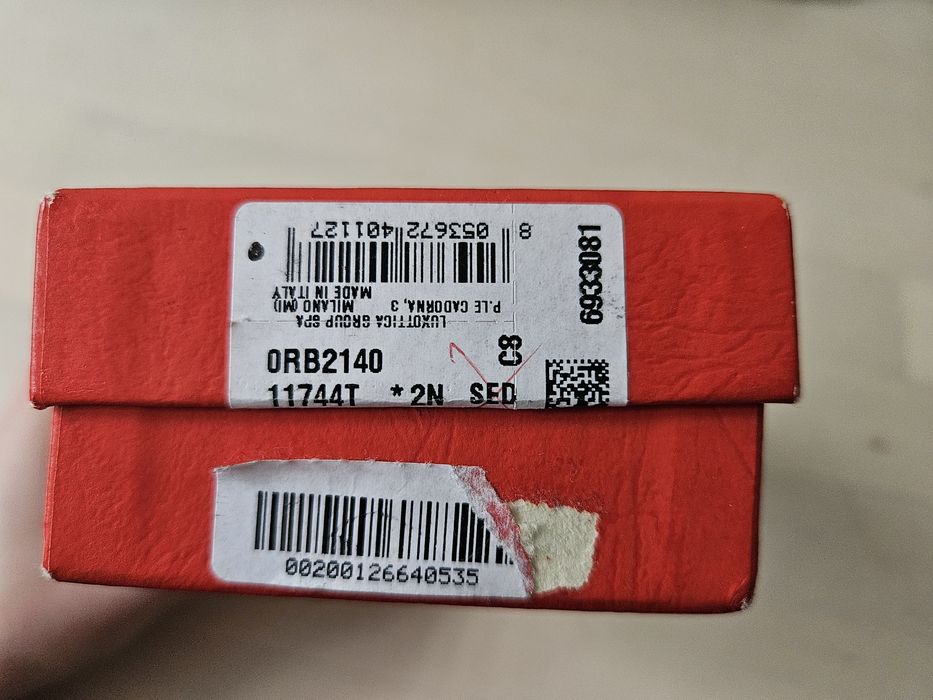 8 053672 401127
LUXOTTICA GROUP SPA
P.LE CADORNA, 3 MILANO (MI)
MADE IN ITALY
6933081
C8
0RB2140
11744T * 2N SED
00200126640535